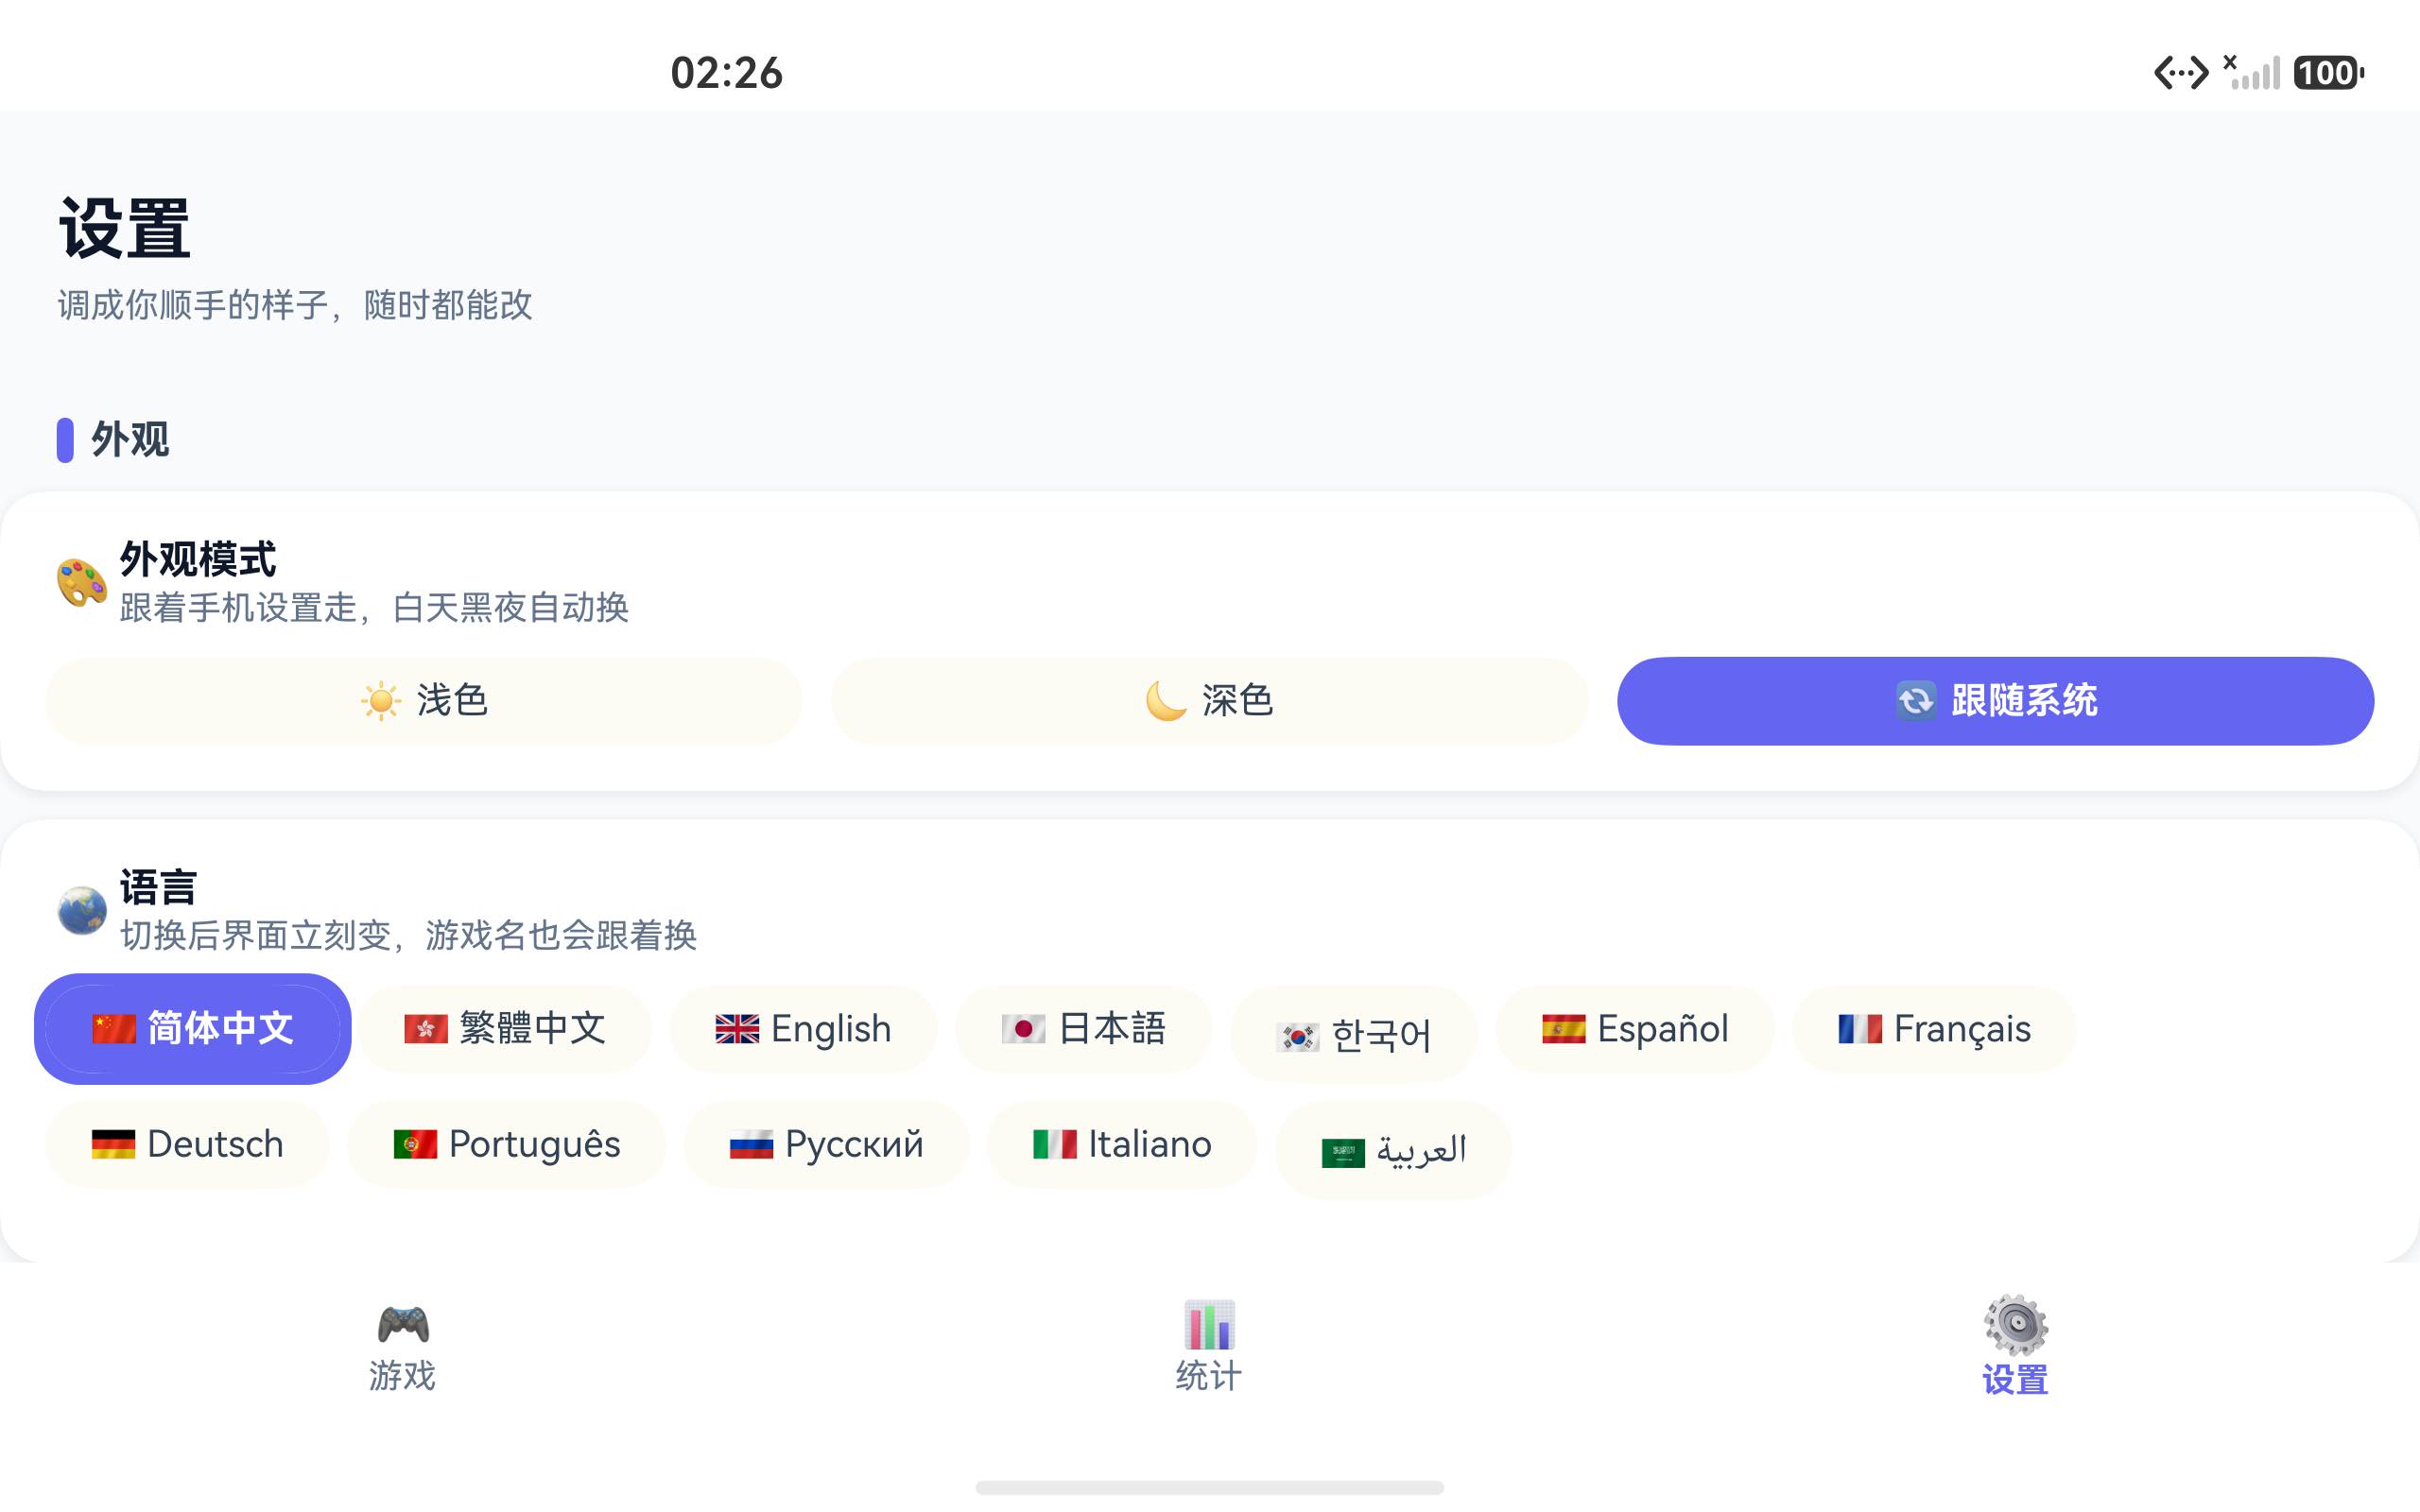 02:26
100
设置
调成你顺手的样子，随时都能改
外观
外观模式
跟着手机设置走，白天黑夜自动换
浅色 深色 跟随系统
语言
切换后界面立刻变，游戏名也会跟着换
简体中文 繁體中文 English 日本語 한국어 Español Français
Deutsch Português Русский Italiano العربية
游戏 统计 设置